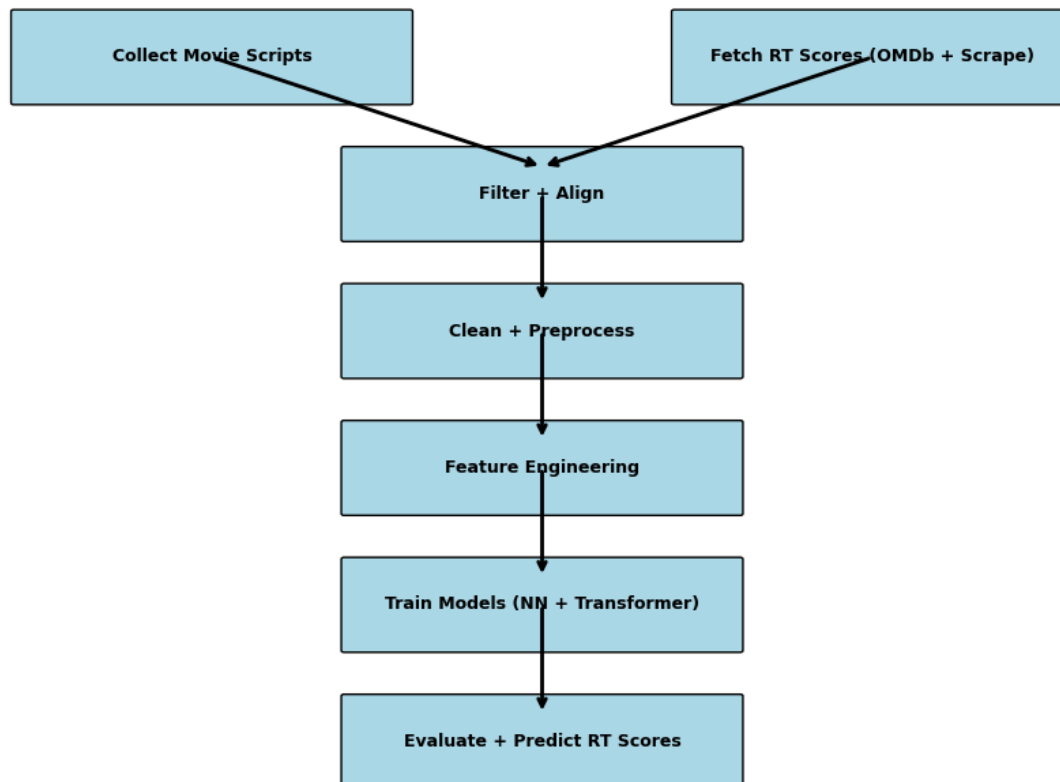 Collect Movie Scripts
Fetch RT Scores (OMDb + Scrape)
Filter + Align
Clean + Preprocess
Feature Engineering
Train Models (NN + Transformer)
Evaluate + Predict RT Scores